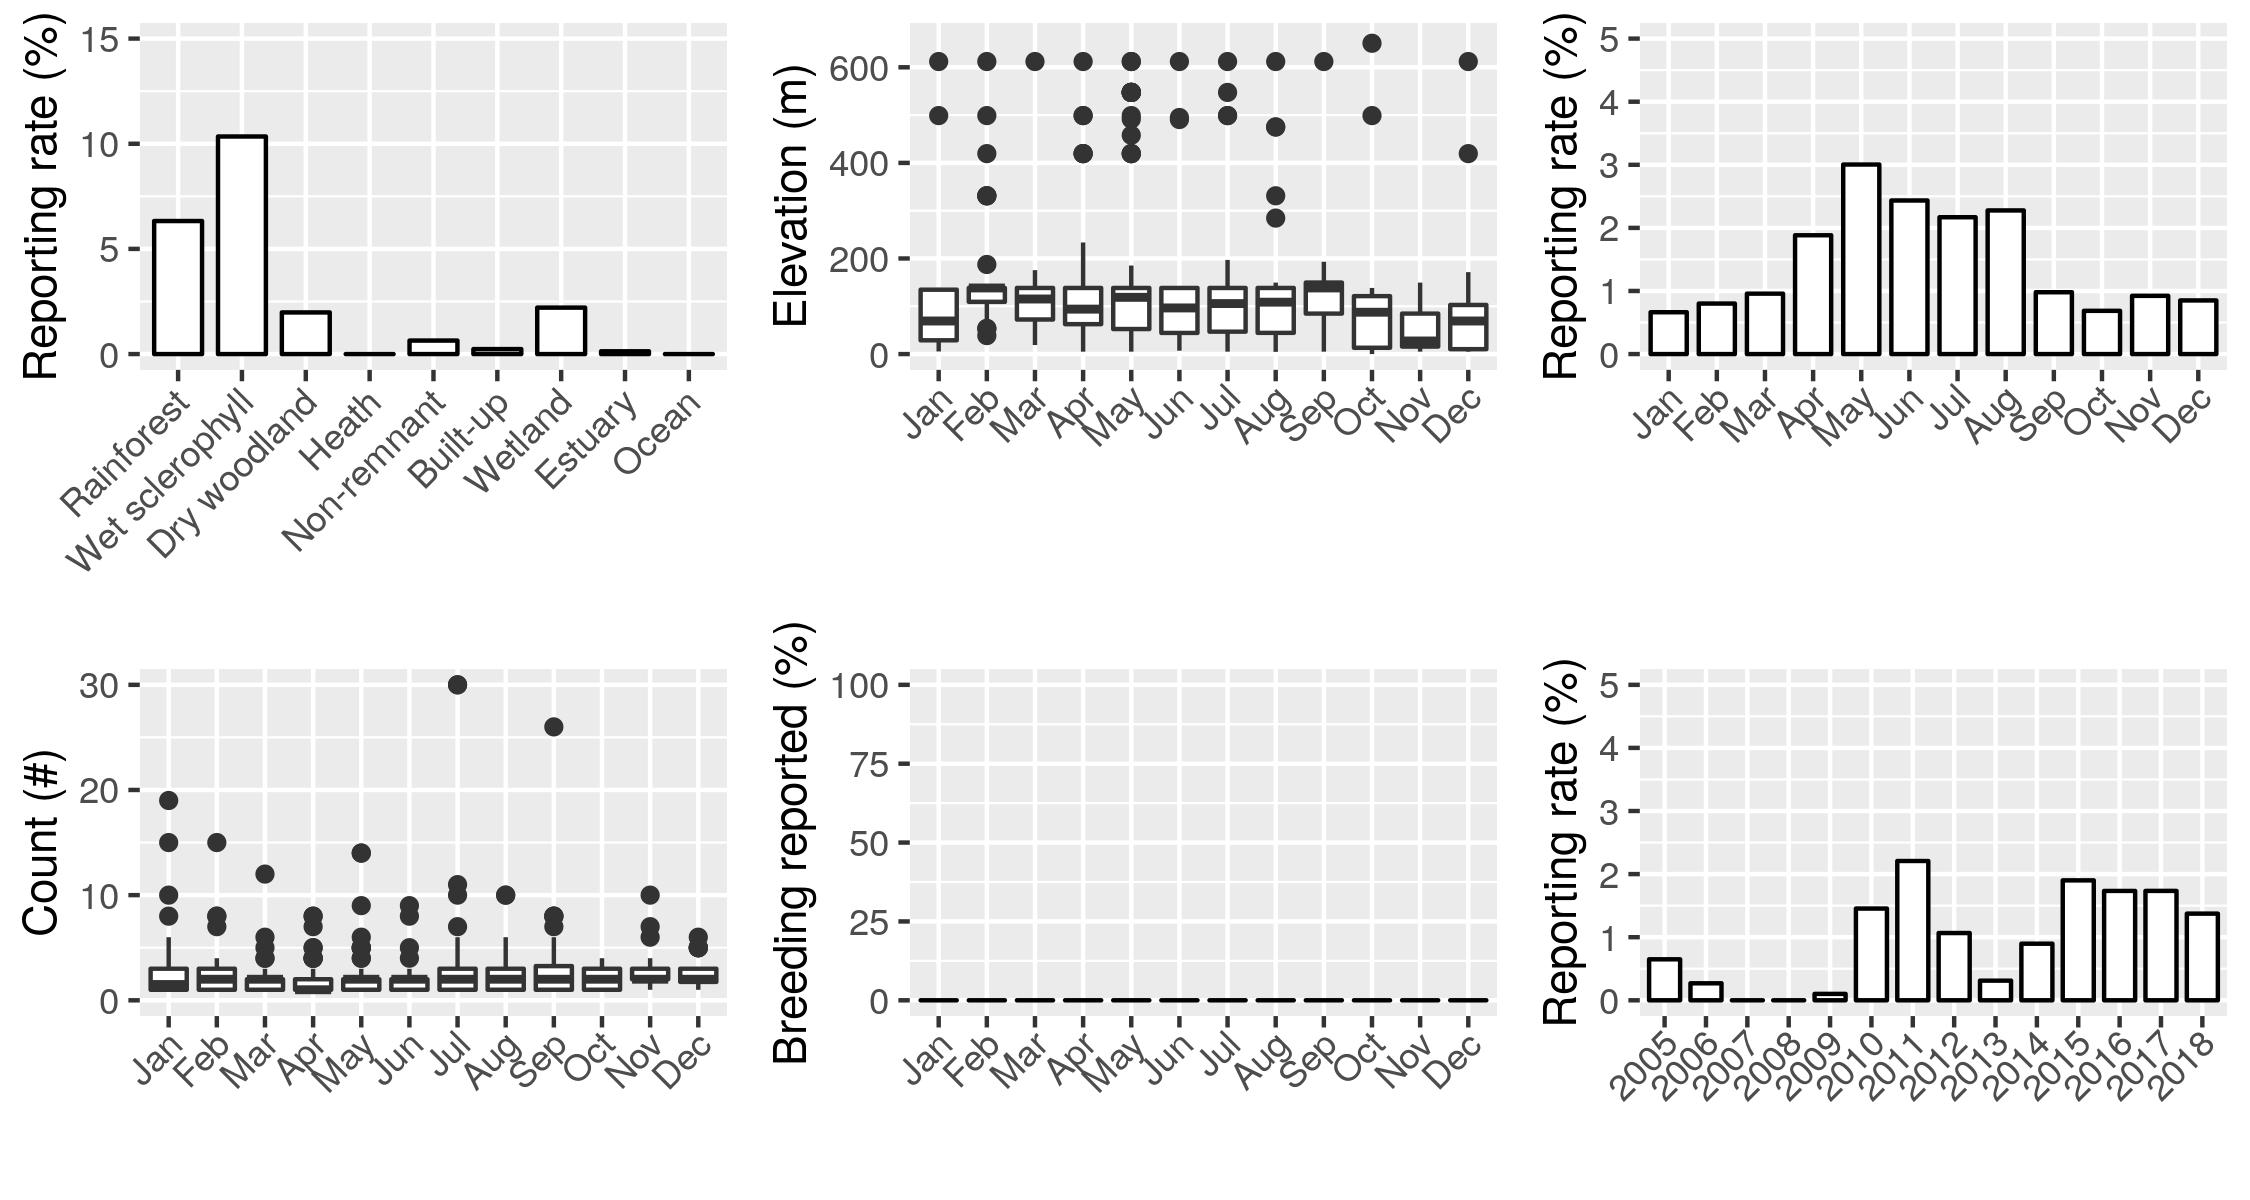 Reporting rate (%)
15
10
5
0
Rainforest
Wet sclerophyll
Dry woodland
Heath
Non-remnant
Built-up
Wetland
Estuary
Ocean
Elevation (m)
600
400
200
0
Jan
Feb
Mar
Apr
May
Jun
Jul
Aug
Sep
Oct
Nov
Dec
Reporting rate (%)
5
4
3
2
1
0
Jan
Feb
Mar
Apr
May
Jun
Jul
Aug
Sep
Oct
Nov
Dec
Count (#)
30
20
10
0
Jan
Feb
Mar
Apr
May
Jun
Jul
Aug
Sep
Oct
Nov
Dec
Breeding reported (%)
100
75
50
25
0
Jan
Feb
Mar
Apr
May
Jun
Jul
Aug
Sep
Oct
Nov
Dec
Reporting rate (%)
5
4
3
2
1
0
2005
2006
2007
2008
2009
2010
2011
2012
2013
2014
2015
2016
2017
2018